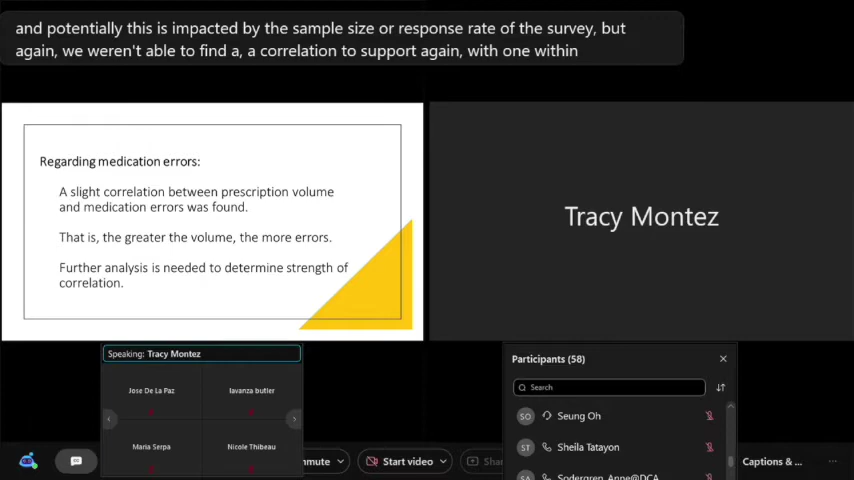 and potentially this is impacted by the sample size or response rate of the survey, but
again, we weren't able to find a, a correlation to support again, with one within
Regarding medication errors:
A slight correlation between prescription volume
and medication errors was found.
That is, the greater the volume, the more errors.
Further analysis is needed to determine strength of
correlation.
Tracy Montez
Speaking: Tracy Montez
Jose De La Paz
lavanza butler
Maria Serpa
Nicole Thibeau
Participants (58)
Search
SO
Seung Oh
ST
Sheila Tatayon
Sodergren, Anne@DCA
Start video
Captions & ...